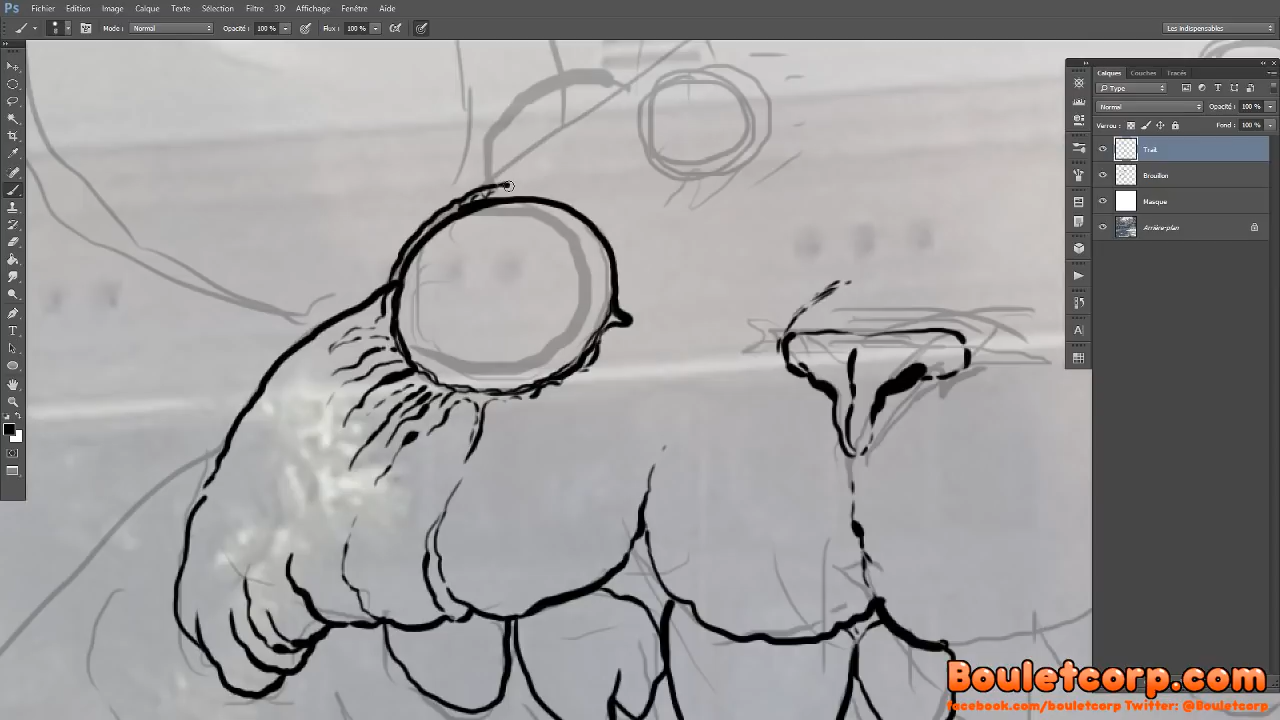 Ps Fichier Edition Image Calque Texte Sélection Filtre 3D Affichage Fenêtre Aide
8 Mode : Normal Opacité : 100 % Flux : 100 % Les indispensables
Calques Couches Tracés
Type
Normal Opacité : 100 %
Verrou : Fond : 100 %
Trait
Brouillon
Masque
Arrière-plan
Bouletcorp.com
facebook.com/bouletcorp Twitter: @Bouletcorp